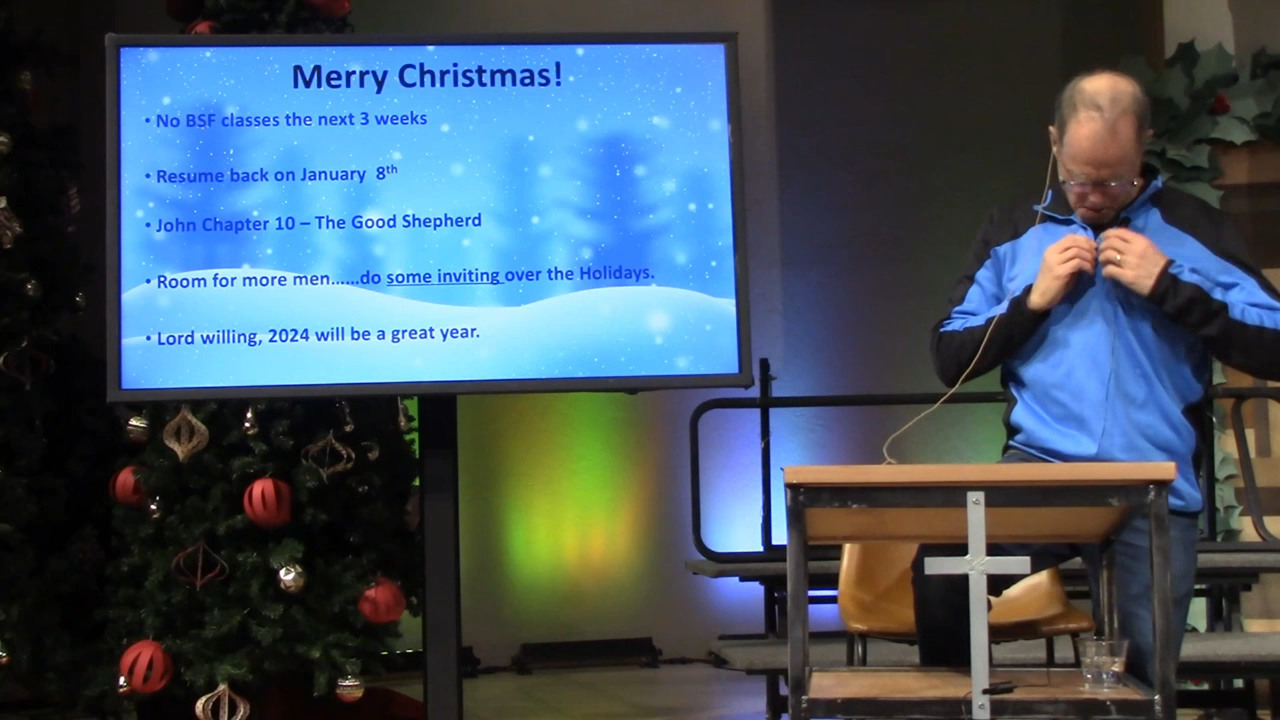 Merry Christmas!
• No BSF classes the next 3 weeks
• Resume back on January 8th
• John Chapter 10 – The Good Shepherd
• Room for more men……do some inviting over the Holidays.
• Lord willing, 2024 will be a great year.